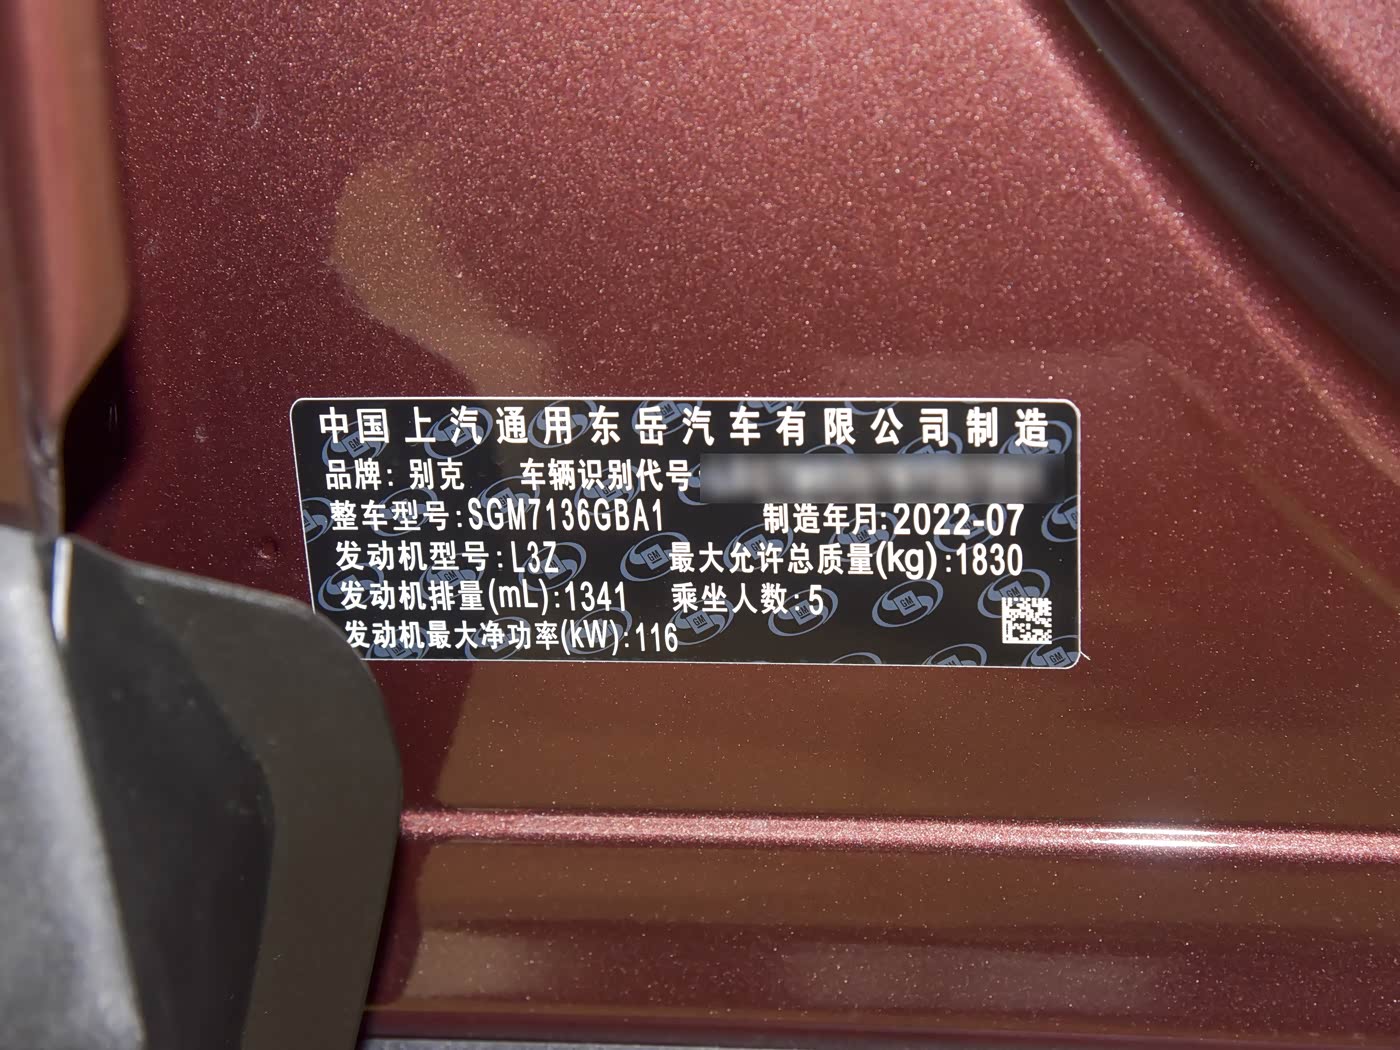 中国上汽通用东岳汽车有限公司制造
品牌: 别克 车辆识别代号:
整车型号:SGM7136GBA1 制造年月:2022-07
发动机型号:L3Z 最大允许总质量(kg):1830
发动机排量(mL):1341 乘坐人数:5
发动机最大净功率(kW):116